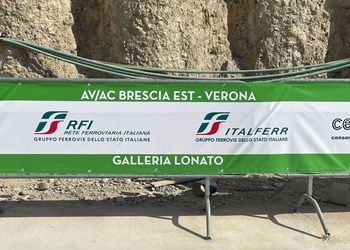 AV/AC BRESCIA EST - VERONA
RFI
RETE FERROVIARIA ITALIANA
GRUPPO FERROVIE DELLO STATO ITALIANE
ITALFERR
GRUPPO FERROVIE DELLO STATO ITALIANE
GALLERIA LONATO